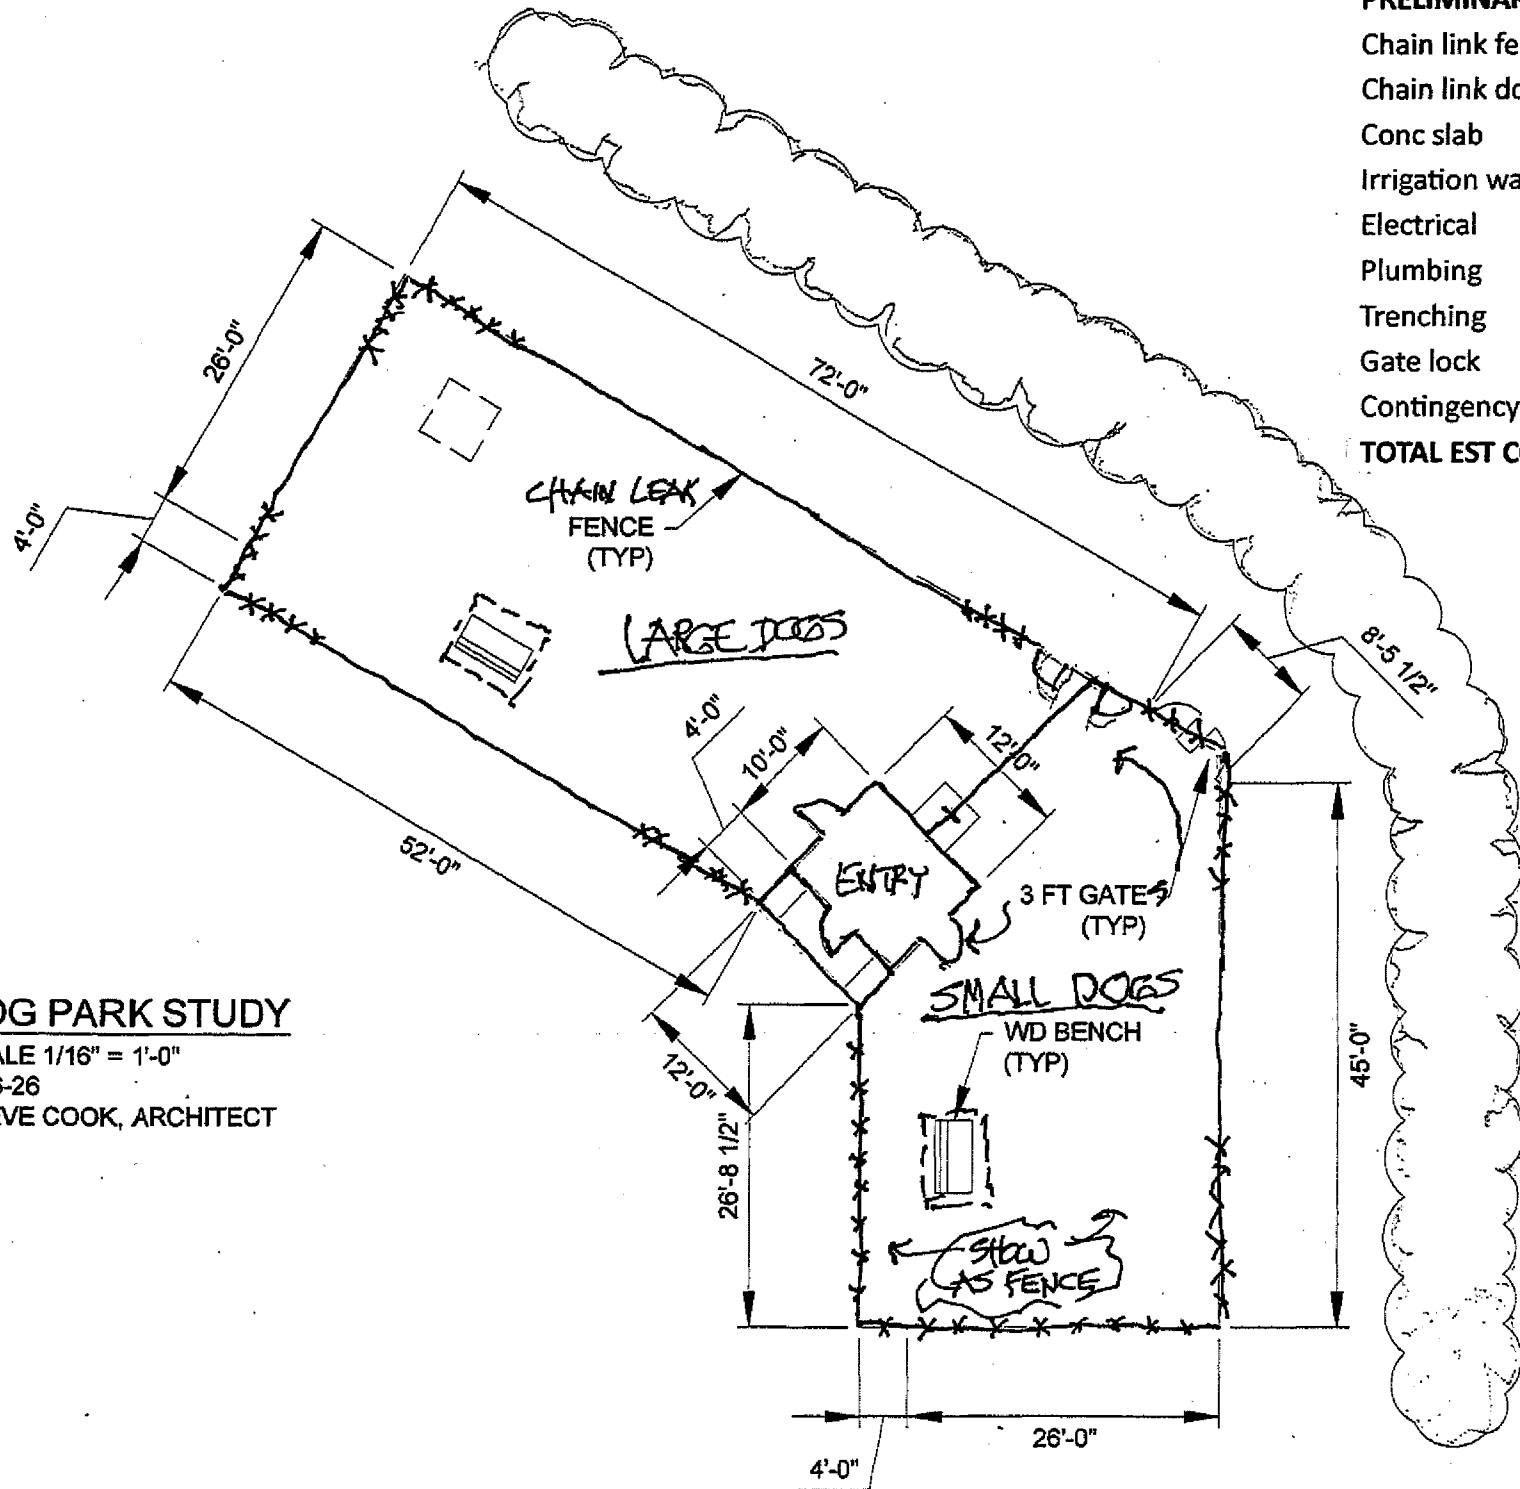 PRELIMINAR
Chain link fe
Chain link do
Conc slab
Irrigation wa
Electrical
Plumbing
Trenching
Gate lock
Contingency
TOTAL EST CO
26'-0"
72'-0"
4'-0"
CHAIN LEAK
FENCE
(TYP)
LARGE DOGS
8'-5 1/2"
4'-0"
10'-0"
12'-0"
52'-0"
ENTRY
3 FT GATES
(TYP)
SMALL DOGS
WD BENCH
(TYP)
OG PARK STUDY
ALE 1/16" = 1'-0"
6-26
EVE COOK, ARCHITECT
12'-0"
26'-8 1/2"
45'-0"
SHOW
AS FENCE
26'-0"
4'-0"